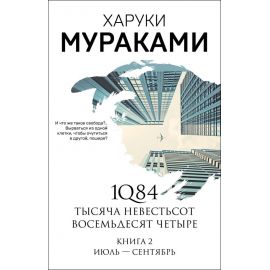 ХАРУКИ
МУРАКАМИ
И что же такое свобода?..
Вырваться из одной
клетки, чтобы очутиться
в другой, пошире?
1Q84
ТЫСЯЧА НЕВЕСТЬСОТ
ВОСЕМЬДЕСЯТ ЧЕТЫРЕ
КНИГА 2
ИЮЛЬ — СЕНТЯБРЬ